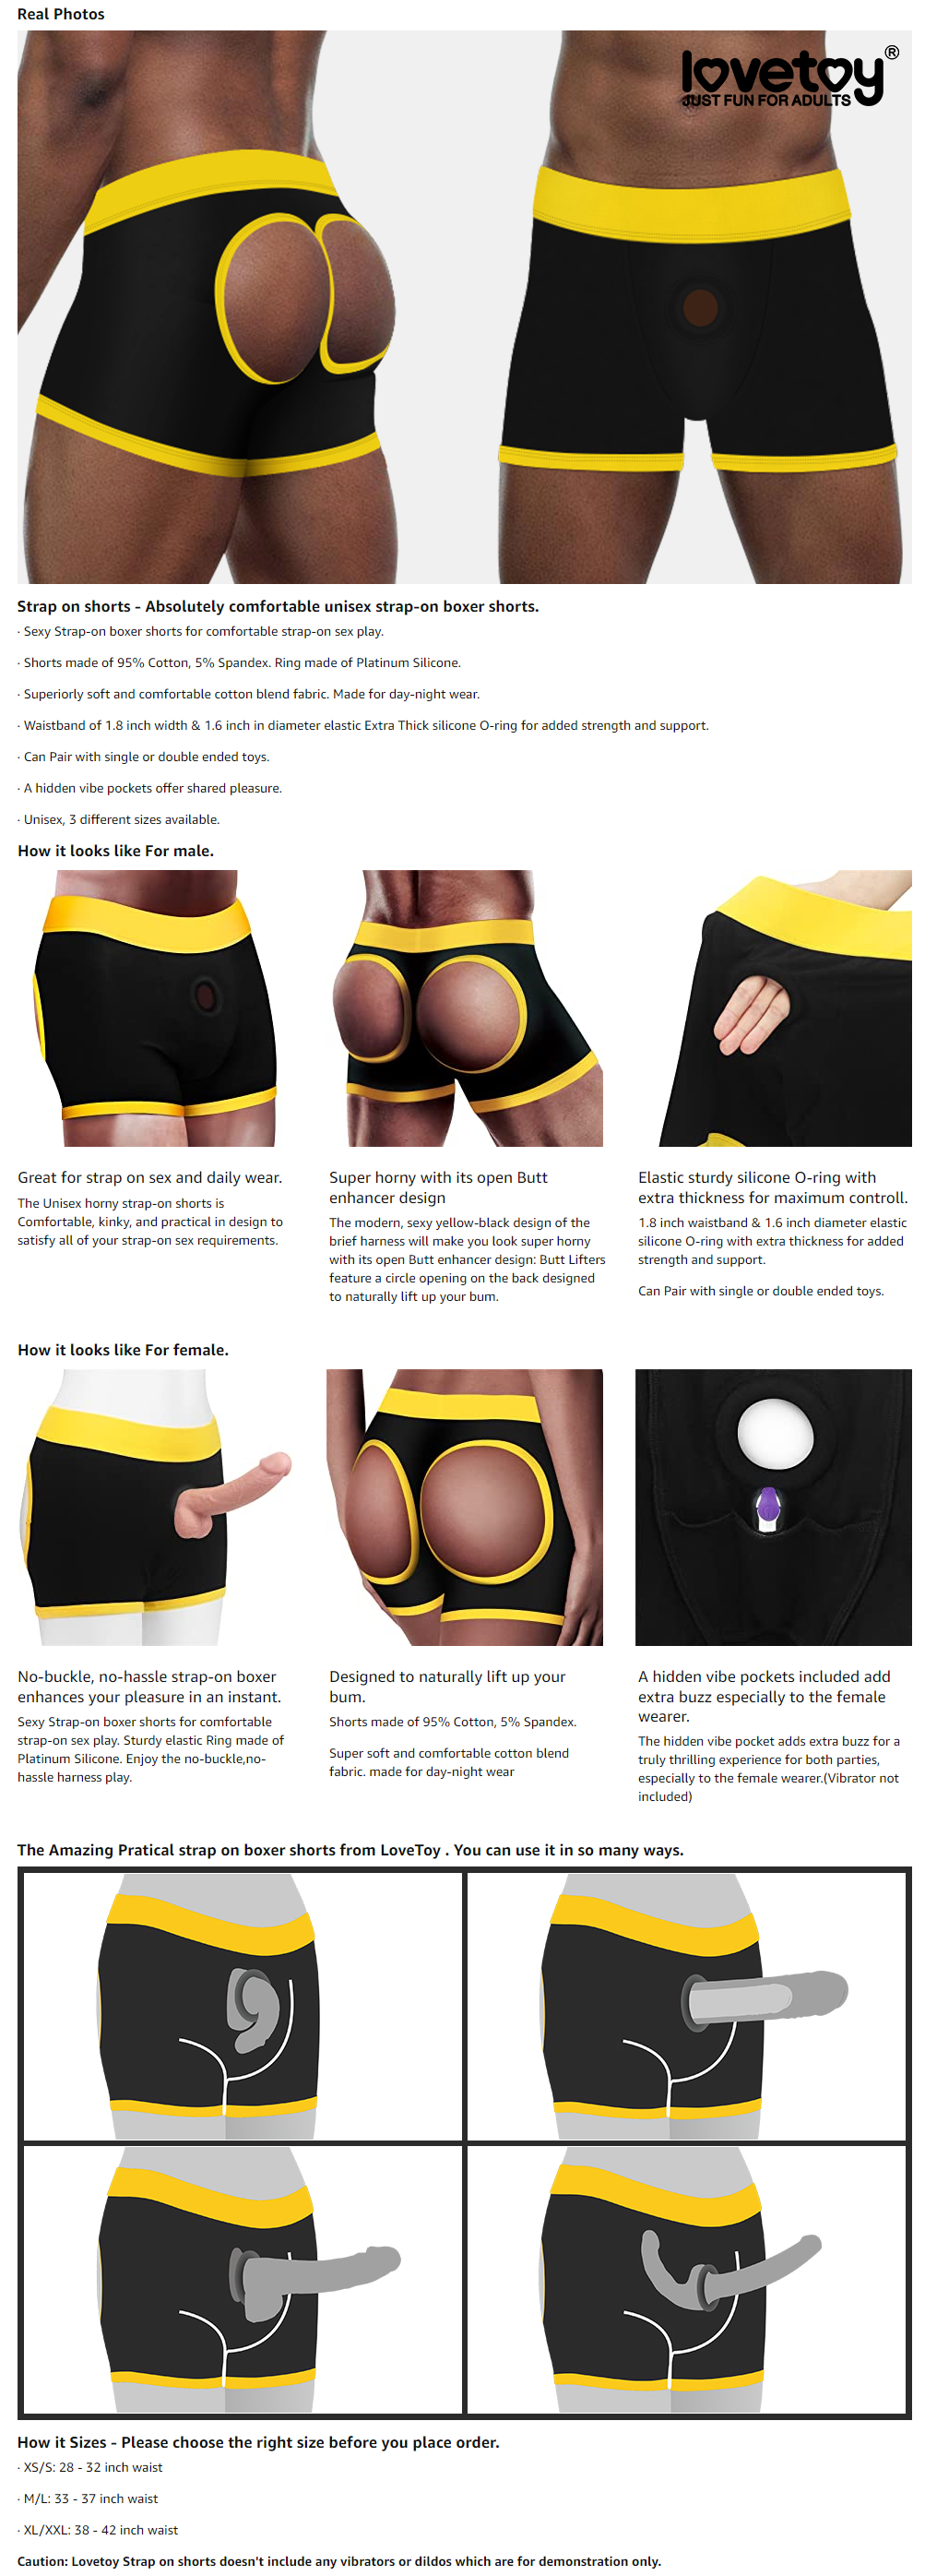 Real Photos
lovetoy®
JUST FUN FOR ADULTS
Strap on shorts - Absolutely comfortable unisex strap-on boxer shorts.
· Sexy Strap-on boxer shorts for comfortable strap-on sex play.
· Shorts made of 95% Cotton, 5% Spandex. Ring made of Platinum Silicone.
· Superiorly soft and comfortable cotton blend fabric. Made for day-night wear.
· Waistband of 1.8 inch width & 1.6 inch in diameter elastic Extra Thick silicone O-ring for added strength and support.
· Can Pair with single or double ended toys.
· A hidden vibe pockets offer shared pleasure.
· Unisex, 3 different sizes available.
How it looks like For male.
Great for strap on sex and daily wear.
The Unisex horny strap-on shorts is
Comfortable, kinky, and practical in design to
satisfy all of your strap-on sex requirements.
Super horny with its open Butt
enhancer design
The modern, sexy yellow-black design of the
brief harness will make you look super horny
with its open Butt enhancer design: Butt Lifters
feature a circle opening on the back designed
to naturally lift up your bum.
Elastic sturdy silicone O-ring with
extra thickness for maximum controll.
1.8 inch waistband & 1.6 inch diameter elastic
silicone O-ring with extra thickness for added
strength and support.
Can Pair with single or double ended toys.
How it looks like For female.
No-buckle, no-hassle strap-on boxer
enhances your pleasure in an instant.
Sexy Strap-on boxer shorts for comfortable
strap-on sex play. Sturdy elastic Ring made of
Platinum Silicone. Enjoy the no-buckle,no-
hassle harness play.
Designed to naturally lift up your
bum.
Shorts made of 95% Cotton, 5% Spandex.
Super soft and comfortable cotton blend
fabric. made for day-night wear
A hidden vibe pockets included add
extra buzz especially to the female
wearer.
The hidden vibe pocket adds extra buzz for a
truly thrilling experience for both parties,
especially to the female wearer.(Vibrator not
included)
The Amazing Pratical strap on boxer shorts from LoveToy . You can use it in so many ways.
How it Sizes - Please choose the right size before you place order.
· XS/S: 28 - 32 inch waist
· M/L: 33 - 37 inch waist
· XL/XXL: 38 - 42 inch waist
Caution: Lovetoy Strap on shorts doesn't include any vibrators or dildos which are for demonstration only.